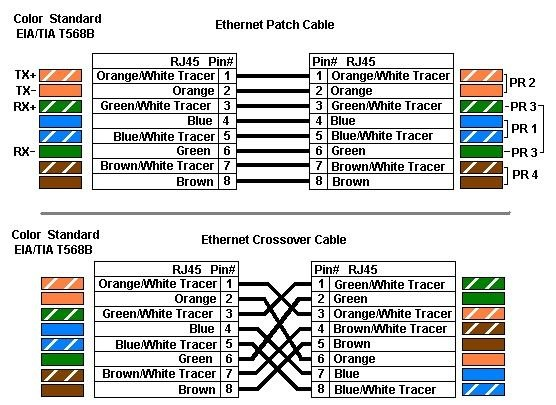 Color Standard
EIA/TIA T568B
Ethernet Patch Cable
RJ45 Pin# Pin# RJ45
TX+ Orange/White Tracer 1 1 Orange/White Tracer
TX- Orange 2 2 Orange PR 2
RX+ Green/White Tracer 3 3 Green/White Tracer PR 3
Blue 4 4 Blue
Blue/White Tracer 5 5 Blue/White Tracer PR 1
RX- Green 6 6 Green PR 3
Brown/White Tracer 7 7 Brown/White Tracer
Brown 8 8 Brown PR 4
Color Standard
EIA/TIA T568B
Ethernet Crossover Cable
RJ45 Pin# Pin# RJ45
Orange/White Tracer 1 1 Green/White Tracer
Orange 2 2 Green
Green/White Tracer 3 3 Orange/White Tracer
Blue 4 4 Brown/White Tracer
Blue/White Tracer 5 5 Brown
Green 6 6 Orange
Brown/White Tracer 7 7 Blue
Brown 8 8 Blue/White Tracer